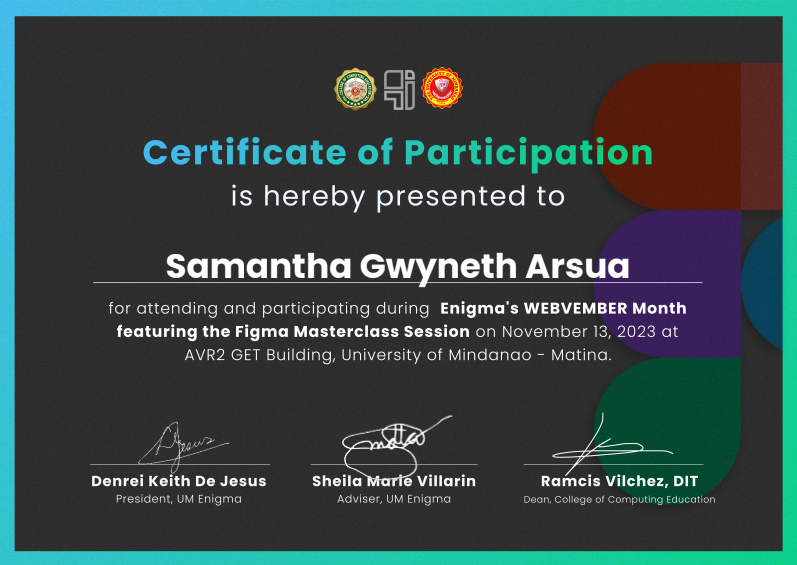 Certificate of Participation
is hereby presented to
Samantha Gwyneth Arsua
for attending and participating during Enigma's WEBVEMBER Month
featuring the Figma Masterclass Session on November 13, 2023 at
AVR2 GET Building, University of Mindanao - Matina.
Denrei Keith De Jesus
President, UM Enigma
Sheila Marie Villarin
Adviser, UM Enigma
Ramcis Vilchez, DIT
Dean, College of Computing Education